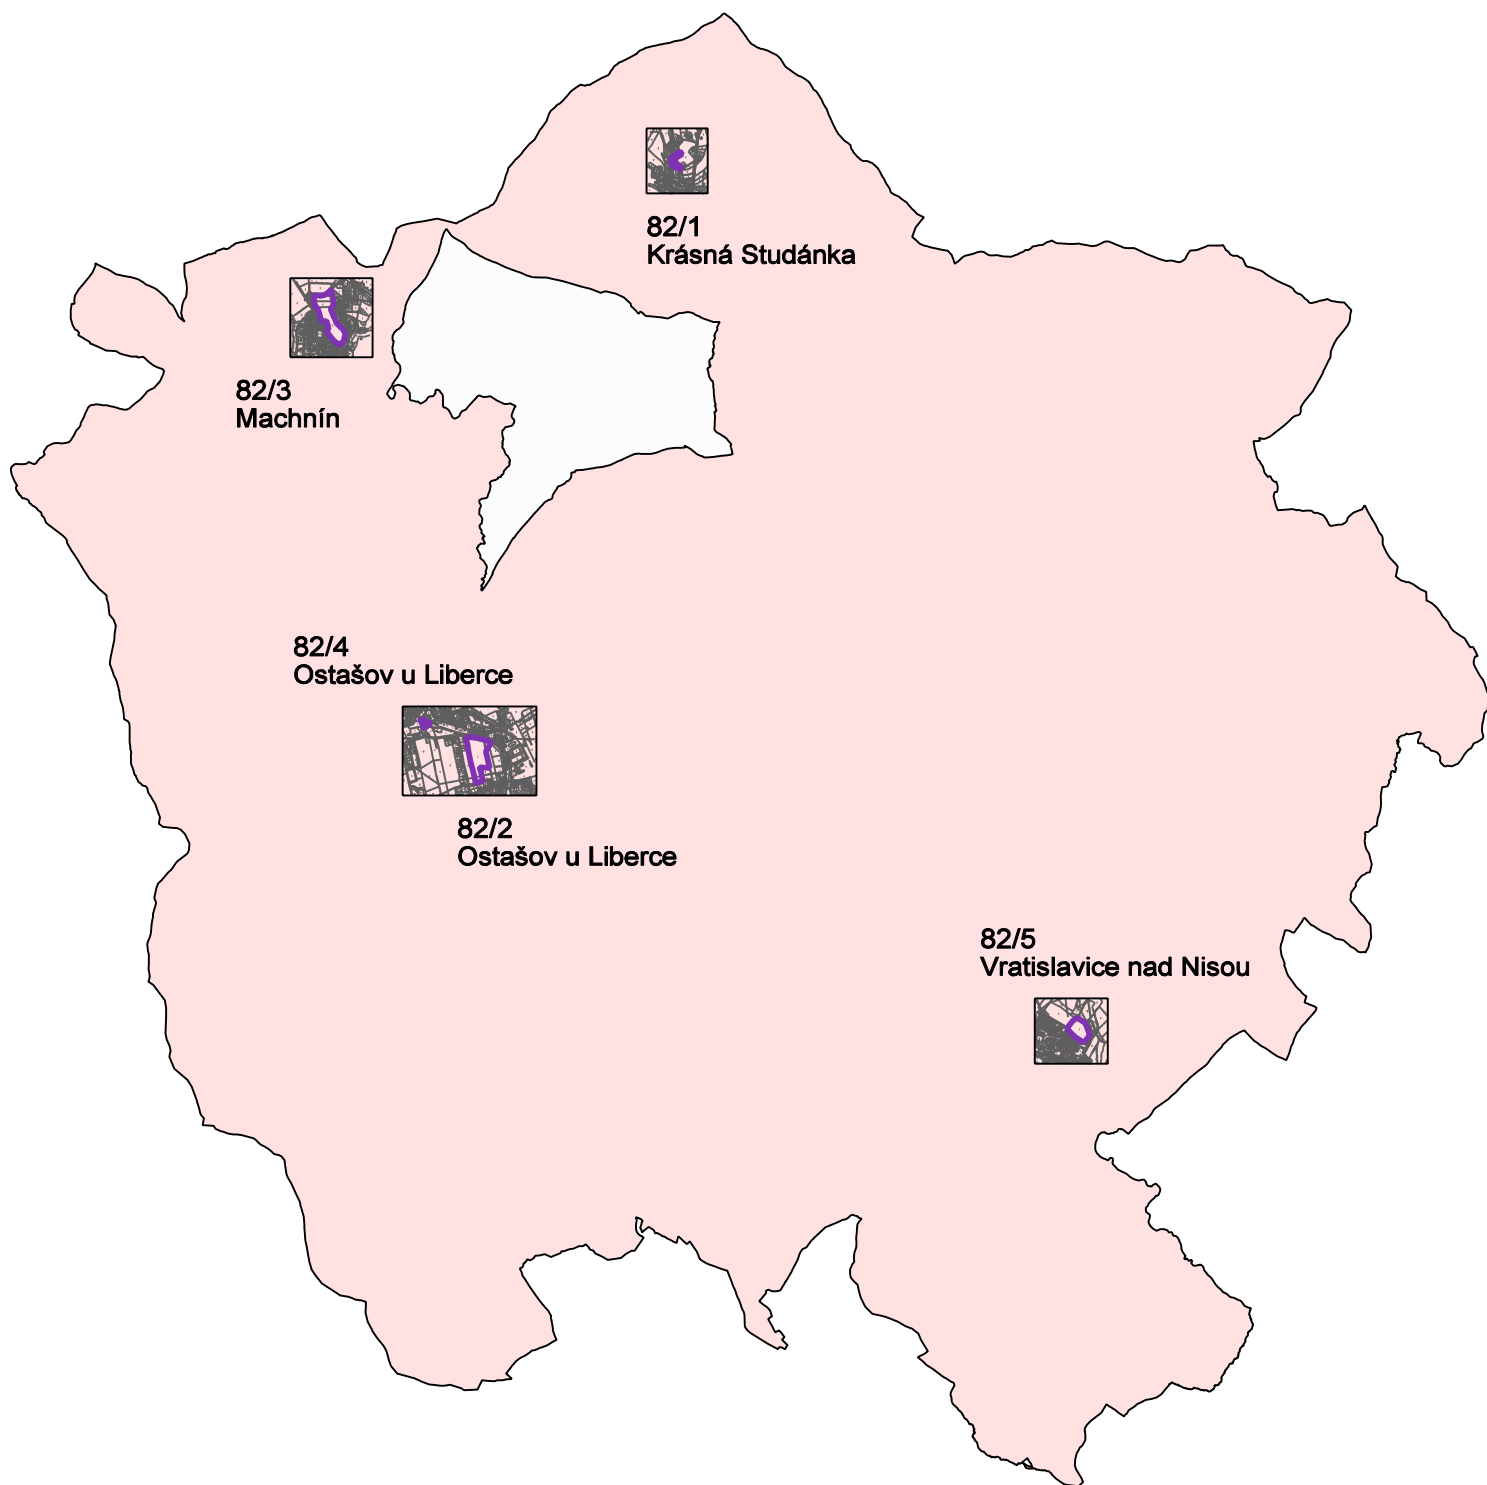 82/1
Krásná Studánka
82/3
Machnín
82/4
Ostašov u Liberce
82/2
Ostašov u Liberce
82/5
Vratislavice nad Nisou